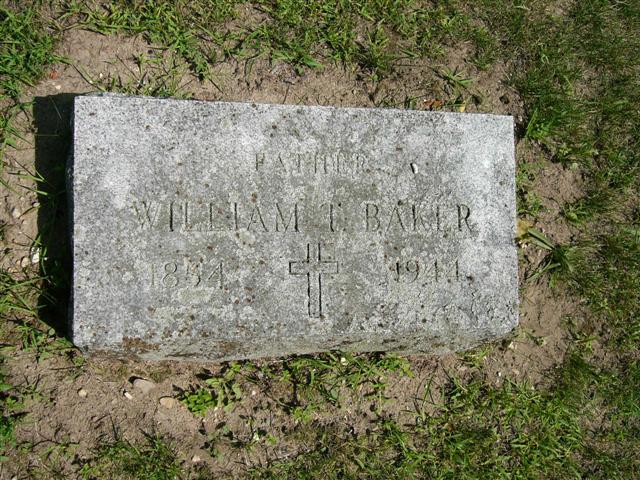 FATHER
WILLIAM T. BAKER
1854 1944